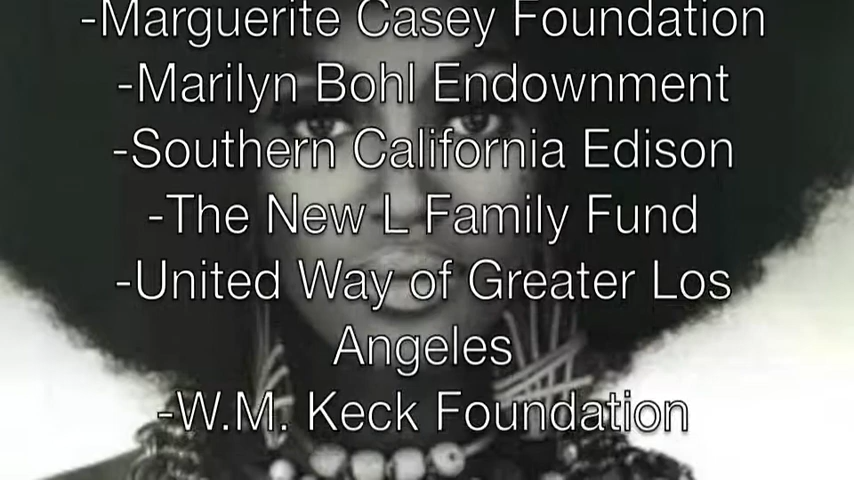 -Marguerite Casey Foundation
-Marilyn Bohl Endownment
-Southern California Edison
-The New L Family Fund
-United Way of Greater Los
Angeles
-W.M. Keck Foundation